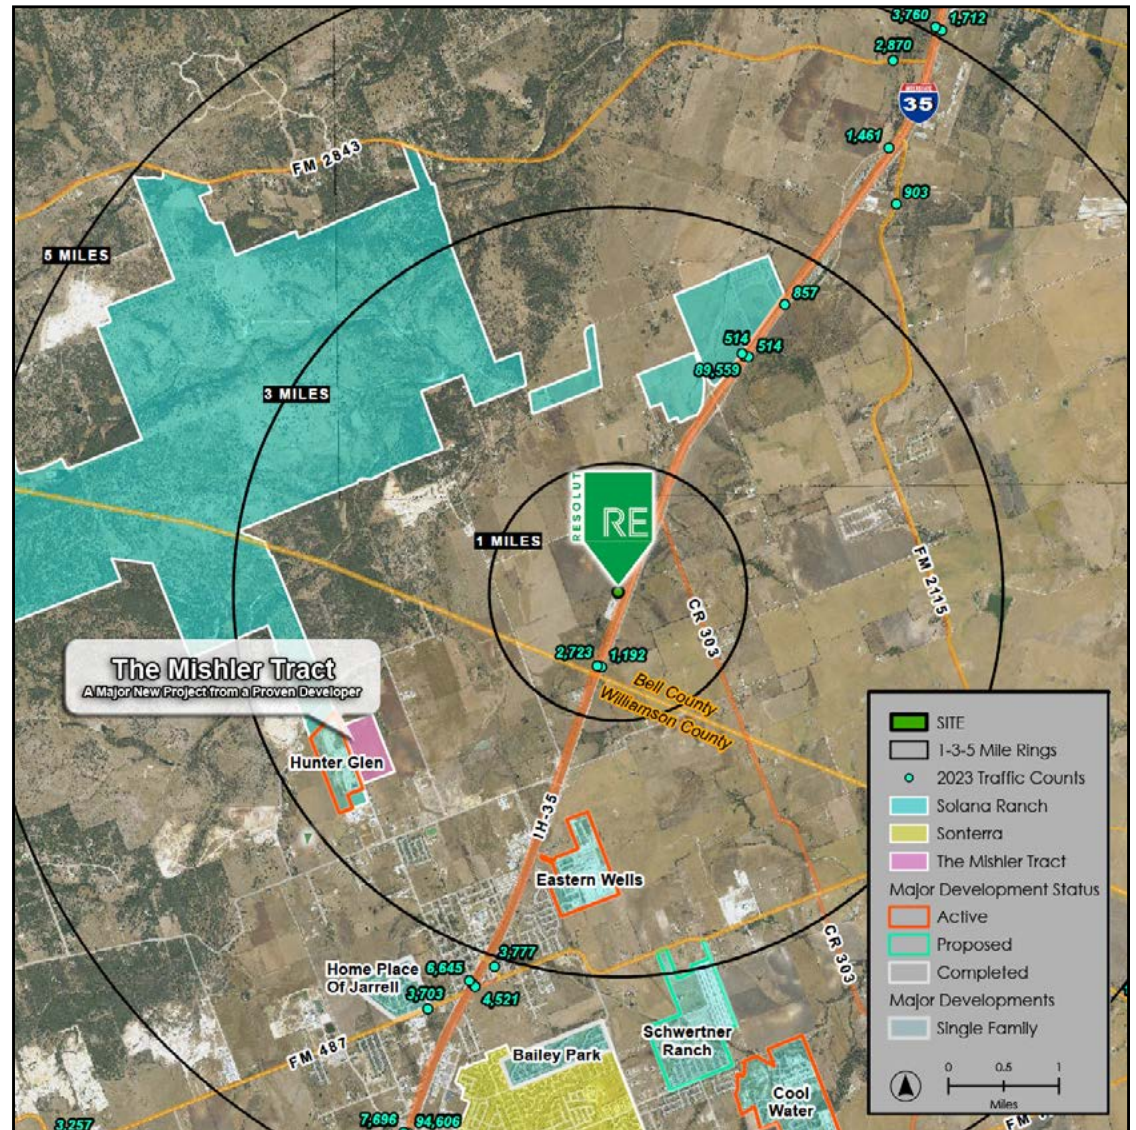 3,760
1,712
2,870
INTERSTATE
35
1,461
FM 2843
903
5 MILES
857
514
514
89,559
3 MILES
RESOLUT
RE
1 MILES
FM 2115
CR 303
2,723
1,192
Bell County
Williamson County
The Mishler Tract
A Major New Project from a Proven Developer
Hunter Glen
IH-35
Eastern Wells
CR 303
3,777
Home Place
Of Jarrell
6,645
3,703
4,521
Schwertner
Ranch
FM 487
Bailey Park
Cool
Water
3,257
7,696
94,606
SITE
1-3-5 Mile Rings
2023 Traffic Counts
Solana Ranch
Sonterra
The Mishler Tract
Major Development Status
Active
Proposed
Completed
Major Developments
Single Family
0
0.5
1
Miles
FM